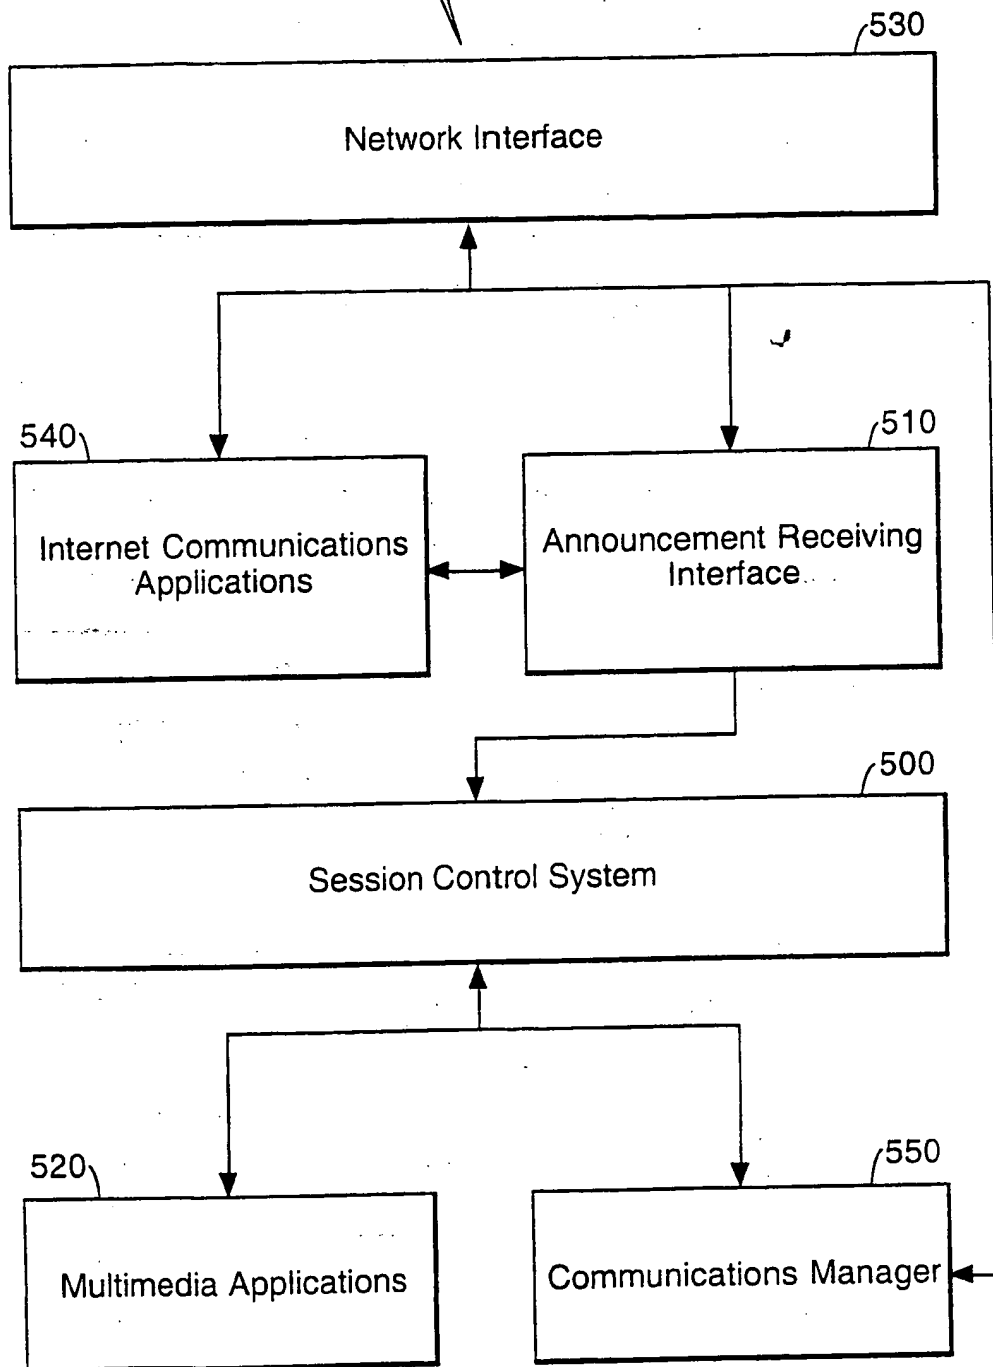 530
Network Interface
540
510
Internet Communications
Applications
Announcement Receiving
Interface
500
Session Control System
520
550
Multimedia Applications
Communications Manager